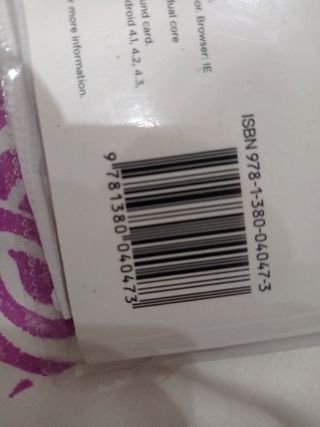 or. Browser: IE
dual core
und card.
droid 4.1, 4.2, 4.3,
more information.
ISBN 978-1-380-04047-3
9 781380 040473